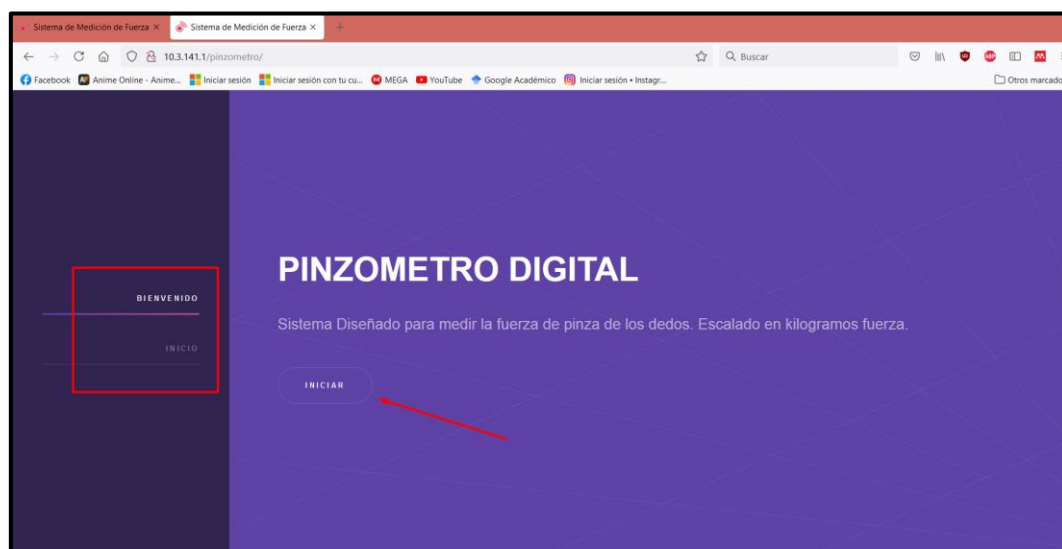 Sistema de Medición de Fuerza
Sistema de Medición de Fuerza
10.3.141.1/pinzometro/
Buscar
Facebook
Anime Online - Anime...
Iniciar sesión
Iniciar sesión con tu cu...
MEGA
YouTube
Google Académico
Iniciar sesión • Instagr...
Otros marcado
BIENVENIDO
INICIO
PINZOMETRO DIGITAL
Sistema Diseñado para medir la fuerza de pinza de los dedos. Escalado en kilogramos fuerza.
INICIAR